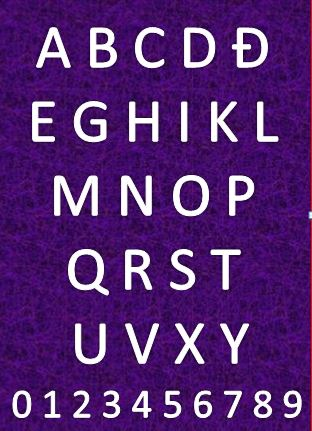 A B C D Đ
E G H I K L
M N O P
Q R S T
U V X Y
0 1 2 3 4 5 6 7 8 9